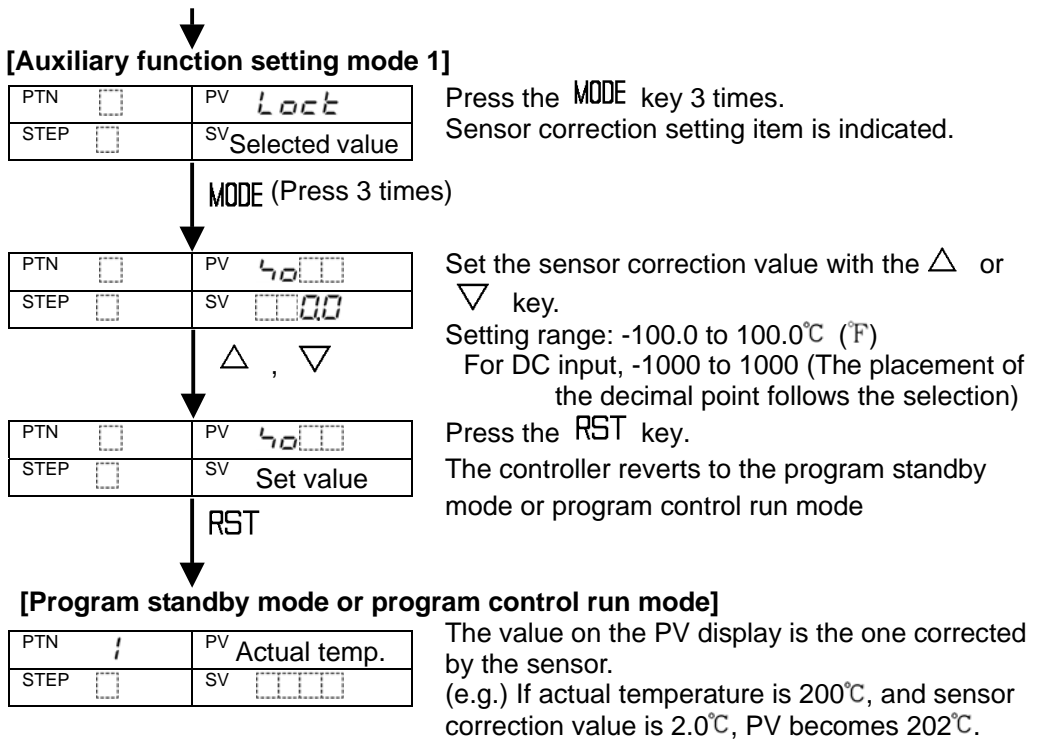 [Auxiliary function setting mode 1]
PTN PV Lock
STEP SV Selected value
Press the MODE key 3 times.
Sensor correction setting item is indicated.
MODE (Press 3 times)
PTN PV
STEP SV 0.0
Set the sensor correction value with the △ or
▽ key.
Setting range: -100.0 to 100.0℃ (℉)
For DC input, -1000 to 1000 (The placement of
the decimal point follows the selection)
△ , ▽
PTN PV
STEP SV Set value
Press the RST key.
The controller reverts to the program standby
mode or program control run mode
RST
[Program standby mode or program control run mode]
PTN 1 PV Actual temp.
STEP SV
The value on the PV display is the one corrected
by the sensor.
(e.g.) If actual temperature is 200℃, and sensor
correction value is 2.0℃, PV becomes 202℃.